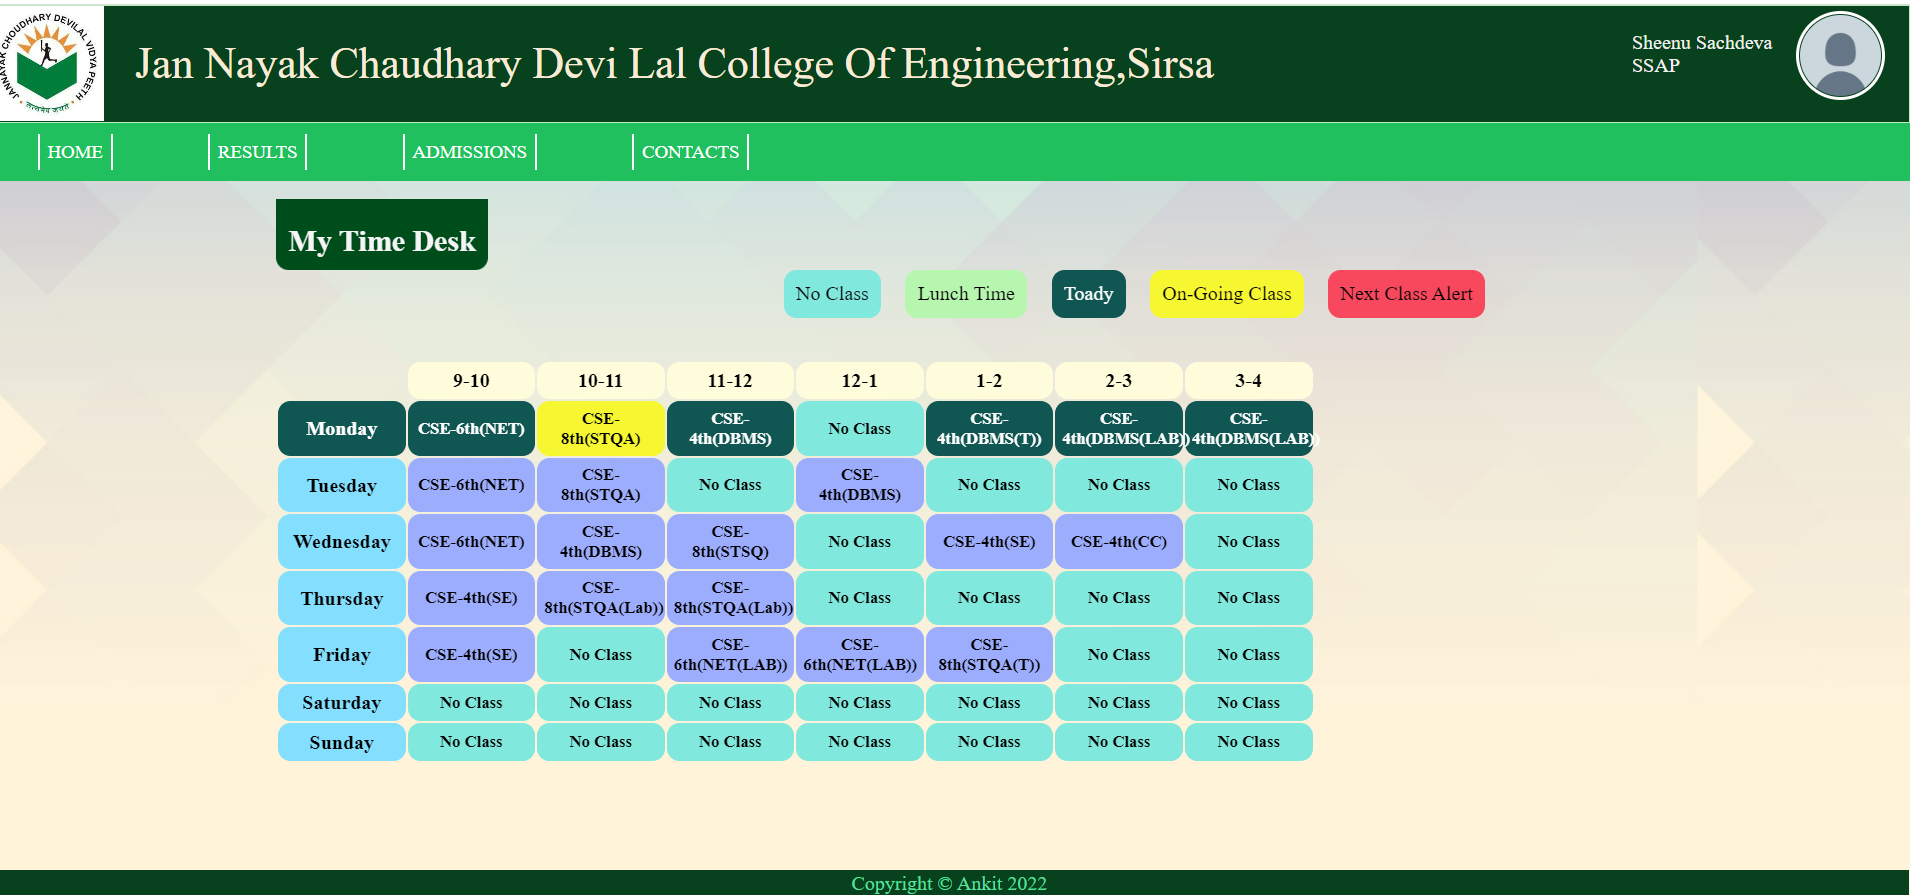 JANNAYAK CHOUDHARY DEVILAL VIDYA PEETH
सत्यमेव जयते
Jan Nayak Chaudhary Devi Lal College Of Engineering,Sirsa
Sheenu Sachdeva
SSAP
HOME RESULTS ADMISSIONS CONTACTS
My Time Desk
No Class Lunch Time Toady On-Going Class Next Class Alert
9-10 10-11 11-12 12-1 1-2 2-3 3-4
Monday CSE-6th(NET) CSE-8th(STQA) CSE-4th(DBMS) No Class CSE-4th(DBMS(T)) CSE-4th(DBMS(LAB)) CSE-4th(DBMS(LAB))
Tuesday CSE-6th(NET) CSE-8th(STQA) No Class CSE-4th(DBMS) No Class No Class No Class
Wednesday CSE-6th(NET) CSE-4th(DBMS) CSE-8th(STSQ) No Class CSE-4th(SE) CSE-4th(CC) No Class
Thursday CSE-4th(SE) CSE-8th(STQA(Lab)) CSE-8th(STQA(Lab)) No Class No Class No Class No Class
Friday CSE-4th(SE) No Class CSE-6th(NET(LAB)) CSE-6th(NET(LAB)) CSE-8th(STQA(T)) No Class No Class
Saturday No Class No Class No Class No Class No Class No Class No Class
Sunday No Class No Class No Class No Class No Class No Class No Class
Copyright © Ankit 2022